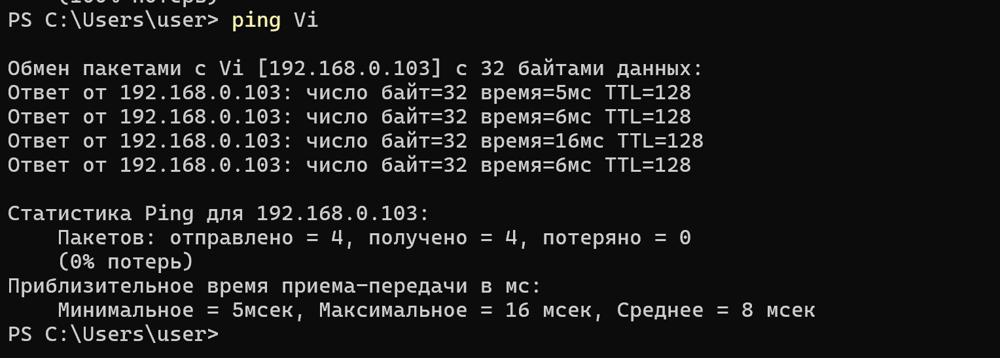 (100% потерь)
PS C:\Users\user> ping Vi
Обмен пакетами с Vi [192.168.0.103] с 32 байтами данных:
Ответ от 192.168.0.103: число байт=32 время=5мс TTL=128
Ответ от 192.168.0.103: число байт=32 время=6мс TTL=128
Ответ от 192.168.0.103: число байт=32 время=16мс TTL=128
Ответ от 192.168.0.103: число байт=32 время=6мс TTL=128
Статистика Ping для 192.168.0.103:
Пакетов: отправлено = 4, получено = 4, потеряно = 0
(0% потерь)
Приблизительное время приема-передачи в мс:
Минимальное = 5мсек, Максимальное = 16 мсек, Среднее = 8 мсек
PS C:\Users\user>